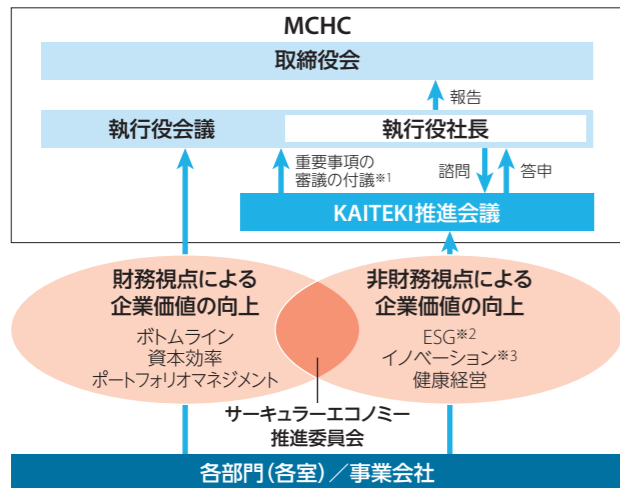 MCHC
取締役会
報告
執行役会議
執行役社長
重要事項の
審議の付議※1
諮問
答申
KAITEKI推進会議
財務視点による
企業価値の向上
ボトムライン
資本効率
ポートフォリオマネジメント
非財務視点による
企業価値の向上
ESG※2
イノベーション※3
健康経営
サーキュラーエコノミー
推進委員会
各部門(各室)/事業会社